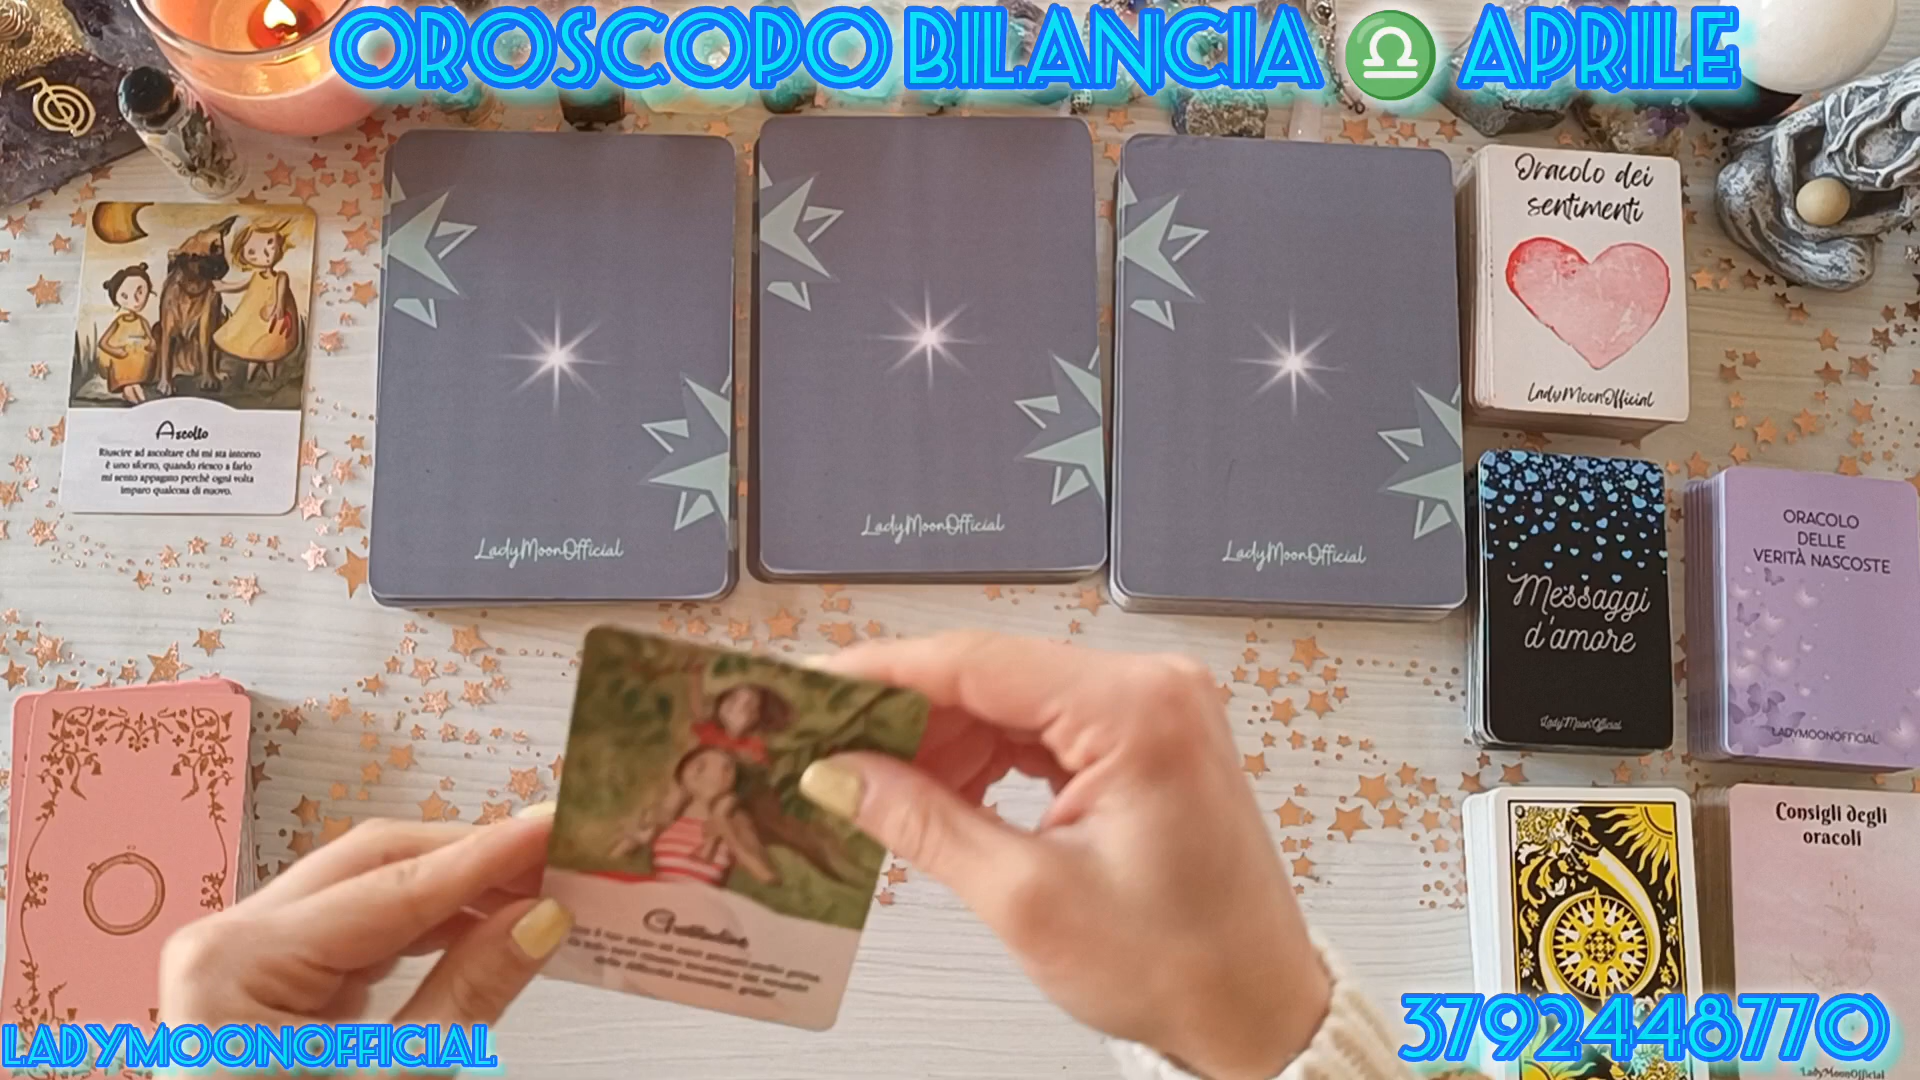 OROSCOPO BILANCIA ♎ APRILE
Ascolto
Riuscire ad ascoltare chi mi sta intorno
è uno sforzo, quando riesco a farlo
mi sento appagato perchè ogni volta
imparo qualcosa di nuovo.
LadyMoonOfficial
LadyMoonOfficial
LadyMoonOfficial
Oracolo dei
sentimenti
LadyMoonOfficial
Messaggi
d'amore
LadyMoonOfficial
ORACOLO
DELLE
VERITÀ NASCOSTE
LADYMOONOFFICIAL
Gratitudine
Consigli degli
oracoli
LadyMoonOfficial
LADYMOONOFFICIAL
3792448770